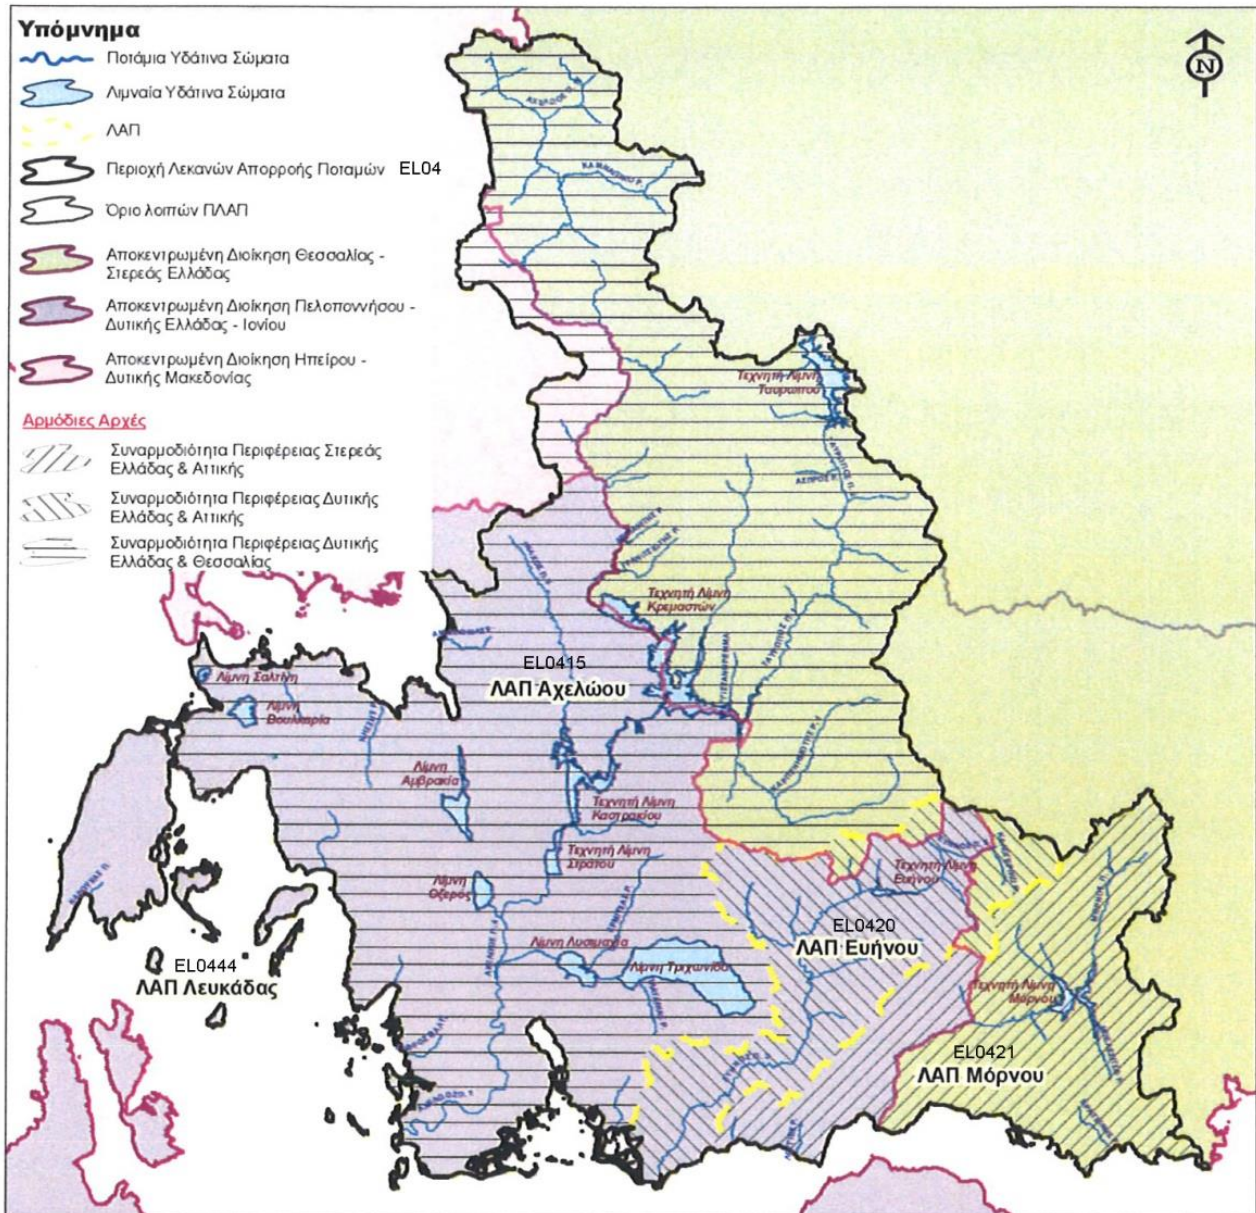 Υπόμνημα
Ποτάμια Υδάτινα Σώματα
Λιμναία Υδάτινα Σώματα
ΛΑΠ
Περιοχή Λεκανών Απορροής Ποταμών EL04
Όριο λοιπών ΠΛΑΠ
Αποκεντρωμένη Διοίκηση Θεσσαλίας -
Στερεάς Ελλάδας
Αποκεντρωμένη Διοίκηση Πελοποννήσου -
Δυτικής Ελλάδας - Ιονίου
Αποκεντρωμένη Διοίκηση Ηπείρου -
Δυτικής Μακεδονίας
Αρμόδιες Αρχές
Συναρμοδιότητα Περιφέρειας Στερεάς
Ελλάδας & Αττικής
Συναρμοδιότητα Περιφέρειας Δυτικής
Ελλάδας & Αττικής
Συναρμοδιότητα Περιφέρειας Δυτικής
Ελλάδας & Θεσσαλίας
N
Τεχνητή Λίμνη
Ταυρωπού
Τεχνητή Λίμνη
Κρεμαστών
EL0415
ΛΑΠ Αχελώου
Λίμνη Σαλτίνη
Λίμνη
Βουλκαρία
Λίμνη
Αμβρακία
Τεχνητή Λίμνη
Καστρακίου
Τεχνητή Λίμνη
Στράτου
Λίμνη
Οζερός
Τεχνητή Λίμνη
Ευήνου
EL0420
ΛΑΠ Ευήνου
Λίμνη Λυσιμαχία
Λίμνη Τριχωνίδα
EL0444
ΛΑΠ Λευκάδας
Τεχνητή Λίμνη
Μόρνου
EL0421
ΛΑΠ Μόρνου